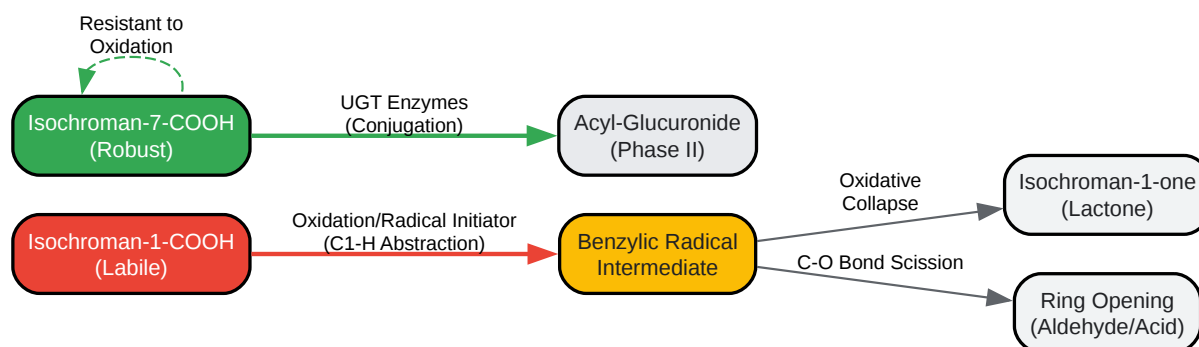 Resistant to
Oxidation
Isochroman-7-COOH
(Robust)
UGT Enzymes
(Conjugation)
Acyl-Glucuronide
(Phase II)
Isochroman-1-COOH
(Labile)
Oxidation/Radical Initiator
(C1-H Abstraction)
Benzylic Radical
Intermediate
Oxidative
Collapse
Isochroman-1-one
(Lactone)
C-O Bond Scission
Ring Opening
(Aldehyde/Acid)